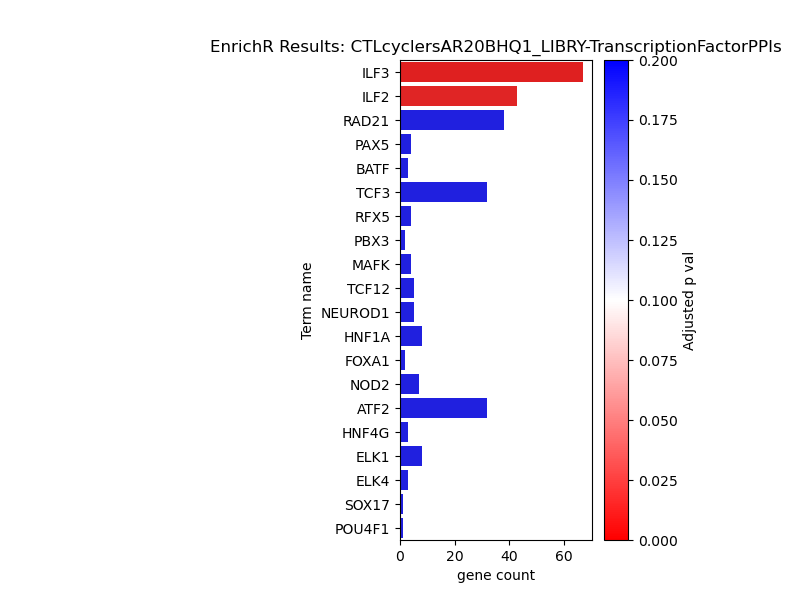 EnrichR Results: CTLcyclersAR20BHQ1_LIBRY-TranscriptionFactorPPIs
ILF3
ILF2
RAD21
PAX5
BATF
TCF3
RFX5
PBX3
MAFK
TCF12
NEUROD1
HNF1A
FOXA1
NOD2
ATF2
HNF4G
ELK1
ELK4
SOX17
POU4F1
Term name
0 20 40 60
gene count
0.200
0.175
0.150
0.125
0.100
0.075
0.050
0.025
0.000
Adjusted p val